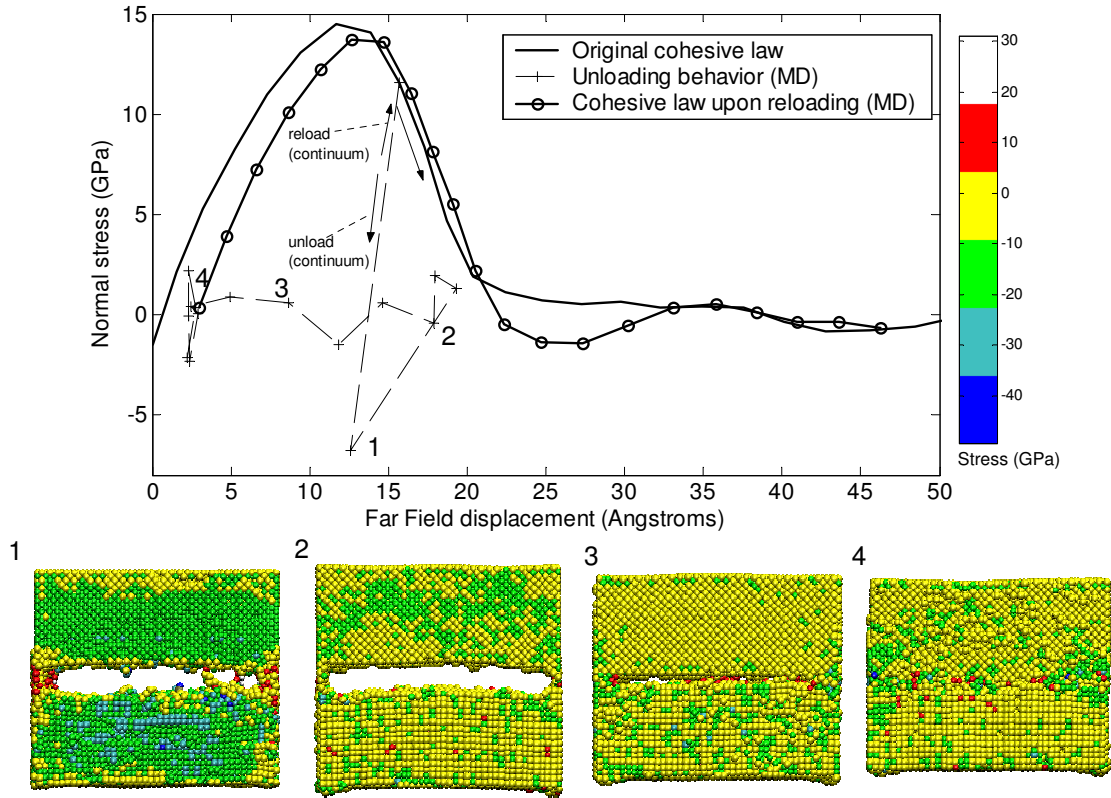 Original cohesive law
Unloading behavior (MD)
Cohesive law upon reloading (MD)
15
10
5
0
-5
Normal stress (GPa)
reload
(continuum)
unload
(continuum)
4
3
2
1
0 5 10 15 20 25 30 35 40 45 50
Far Field displacement (Angstroms)
30
20
10
0
-10
-20
-30
-40
Stress (GPa)
1
2
3
4